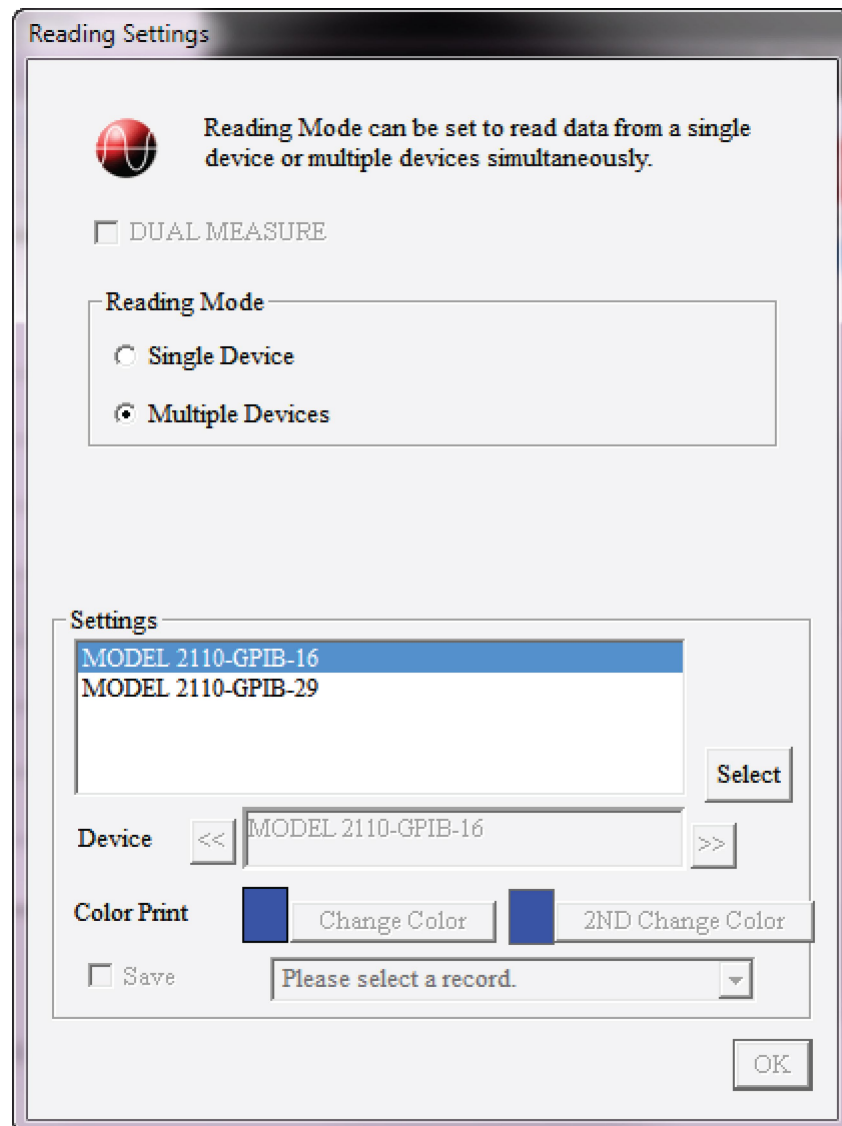 Reading Settings
Reading Mode can be set to read data from a single
device or multiple devices simultaneously.
DUAL MEASURE
Reading Mode
Single Device
Multiple Devices
Settings
MODEL 2110-GPIB-16
MODEL 2110-GPIB-29
Select
Device << MODEL 2110-GPIB-16 >>
Color Print Change Color 2ND Change Color
Save Please select a record.
OK